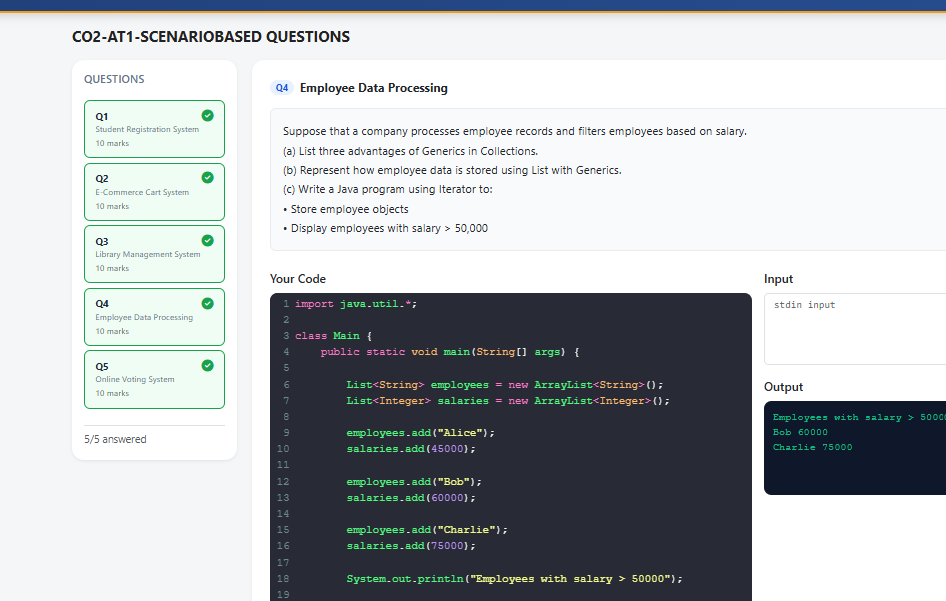 CO2-AT1-SCENARIOBASED QUESTIONS
QUESTIONS
Q1
Student Registration System
10 marks
Q2
E-Commerce Cart System
10 marks
Q3
Library Management System
10 marks
Q4
Employee Data Processing
10 marks
Q5
Online Voting System
10 marks
5/5 answered
Q4 Employee Data Processing
Suppose that a company processes employee records and filters employees based on salary.
(a) List three advantages of Generics in Collections.
(b) Represent how employee data is stored using List with Generics.
(c) Write a Java program using Iterator to:
• Store employee objects
• Display employees with salary > 50,000
Your Code
1 import java.util.*;
2
3 class Main {
4     public static void main(String[] args) {
5
6         List<String> employees = new ArrayList<String>();
7         List<Integer> salaries = new ArrayList<Integer>();
8
9         employees.add("Alice");
10         salaries.add(45000);
11
12         employees.add("Bob");
13         salaries.add(60000);
14
15         employees.add("Charlie");
16         salaries.add(75000);
17
18         System.out.println("Employees with salary > 50000");
19
Input
stdin input
Output
Employees with salary > 5000
Bob 60000
Charlie 75000